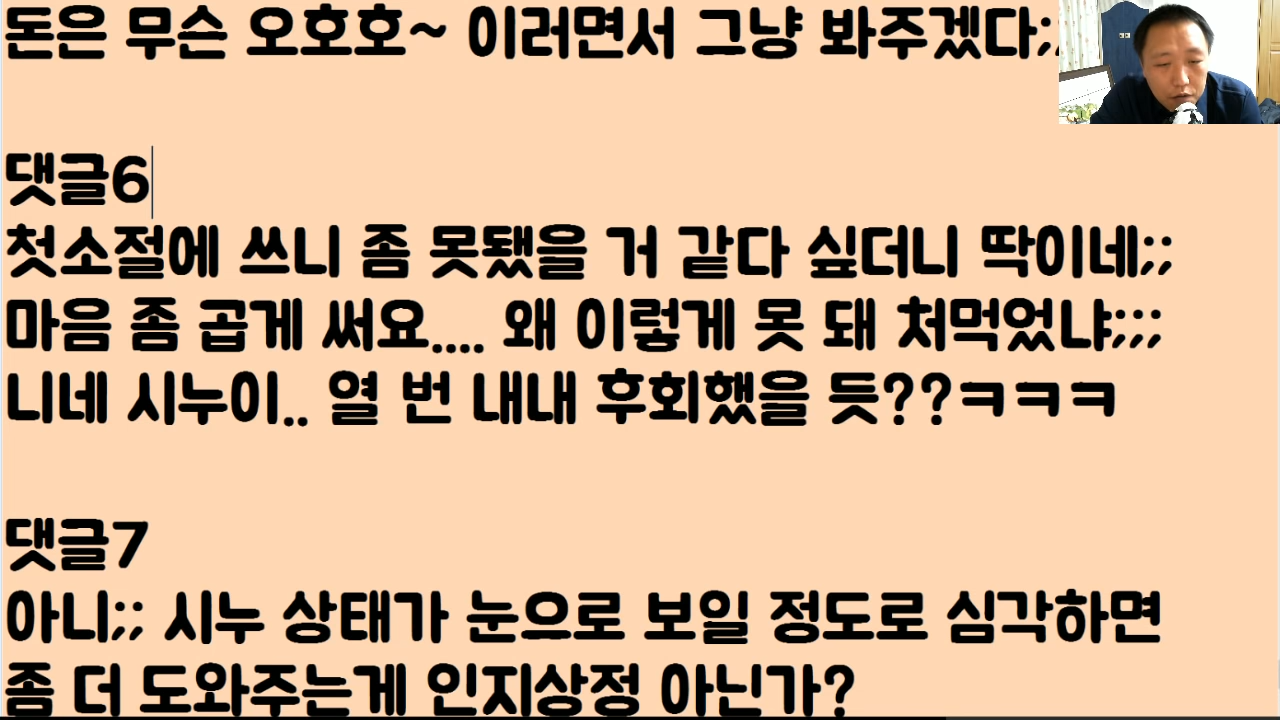 돈은 무슨 오호호~ 이러면서 그냥 봐주겠다;
댓글6
첫소절에 쓰니 좀 못됐을 거 같다 싶더니 딱이네;;
마음 좀 곱게 써요.... 왜 이렇게 못 돼 처먹었냐;;;
니네 시누이.. 열 번 내내 후회했을 듯??ㅋㅋㅋ
댓글7
아니;; 시누 상태가 눈으로 보일 정도로 심각하면
좀 더 도와주는게 인지상정 아닌가?